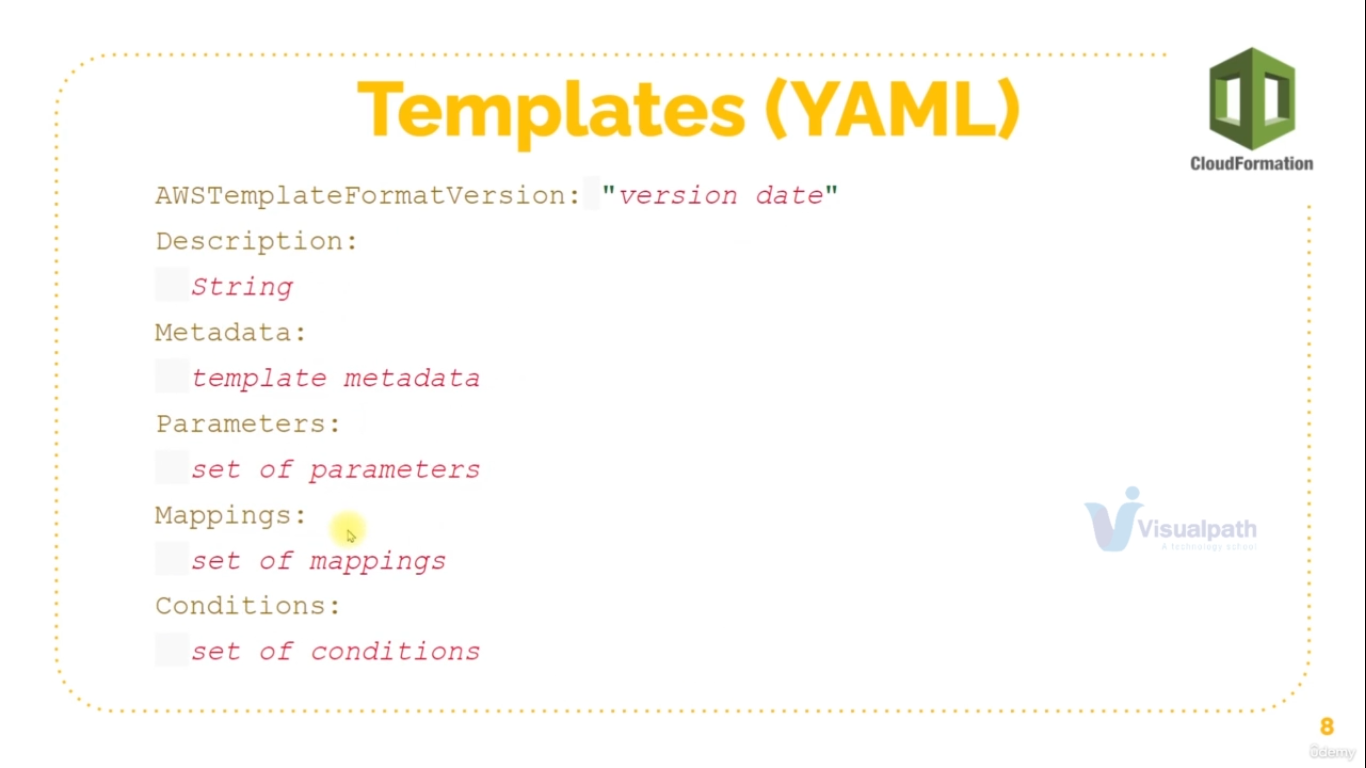 Templates (YAML)
CloudFormation
AWSTemplateFormatVersion: "version date"
Description:
String
Metadata:
template metadata
Parameters:
set of parameters
Mappings:
set of mappings
Conditions:
set of conditions
Visualpath
A technology school
8
ûdemy